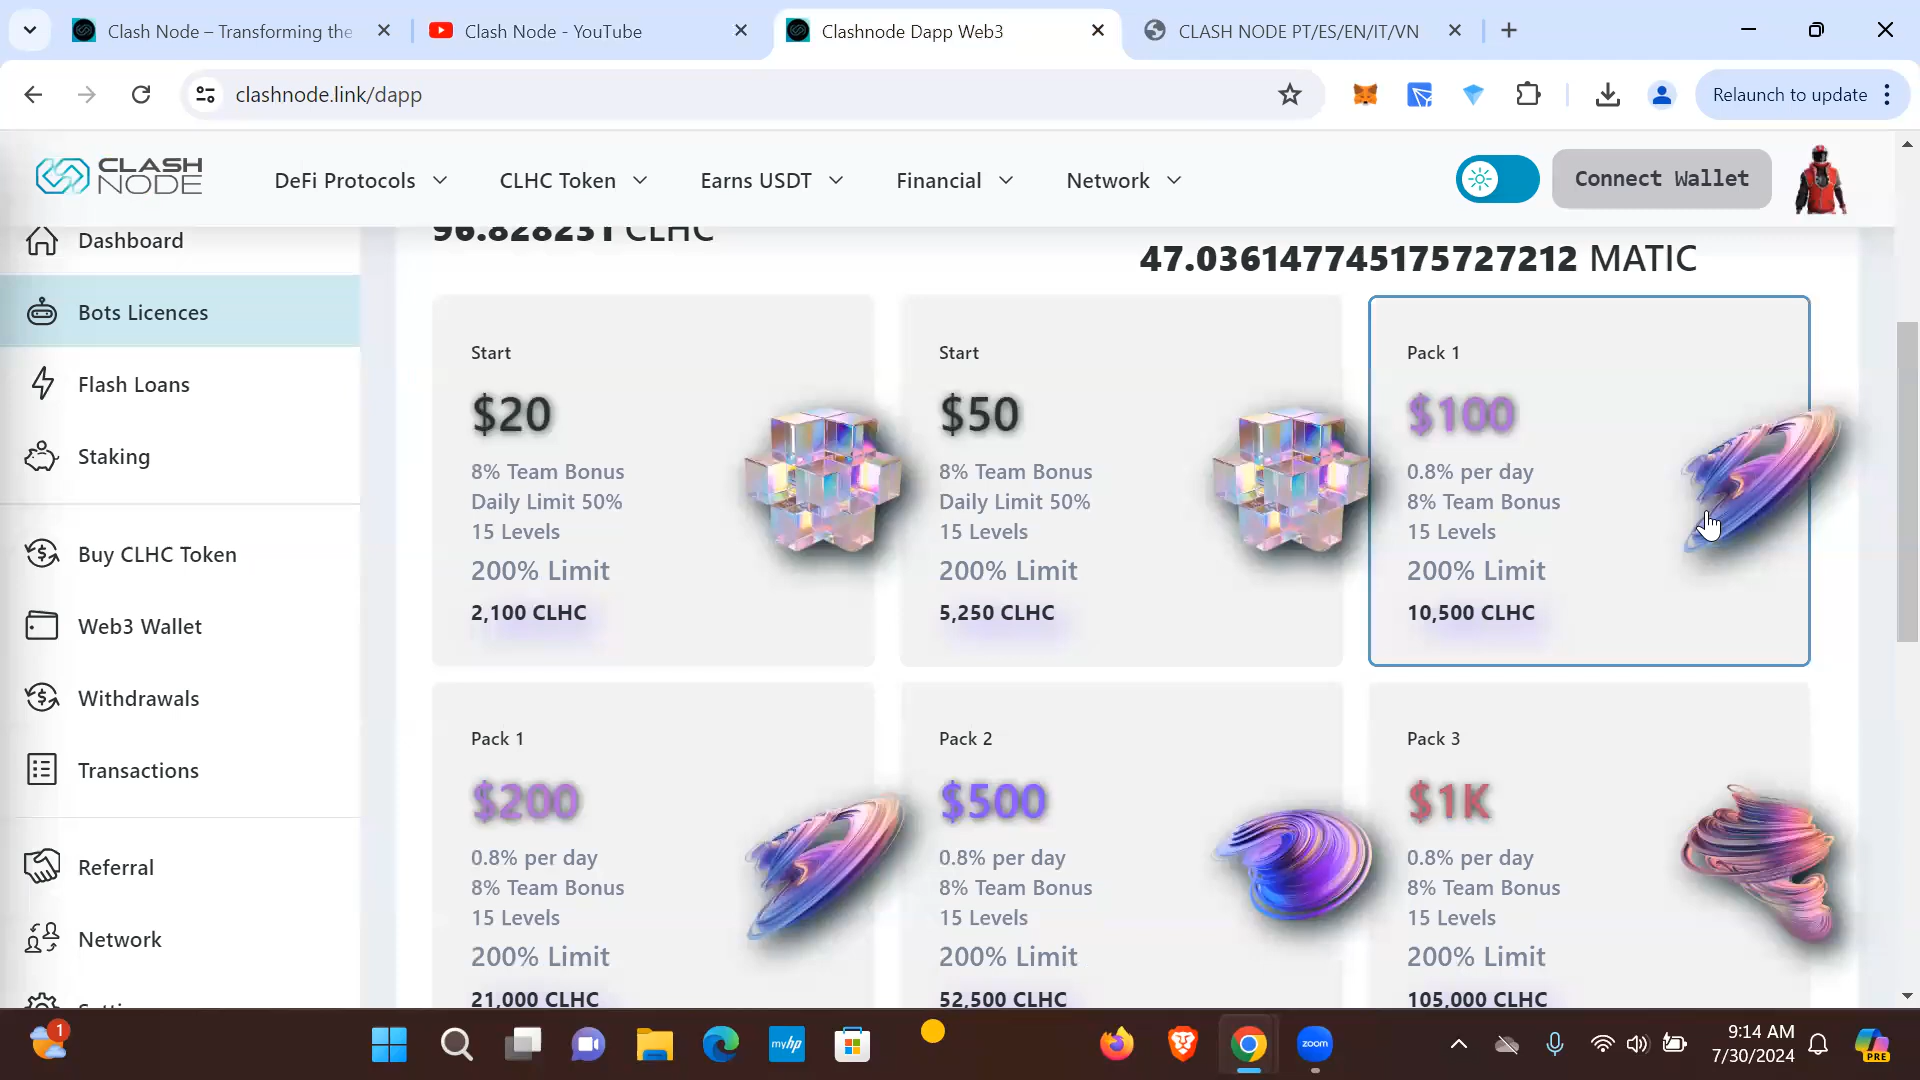 Clash Node – Transforming the
Clash Node - YouTube
Clashnode Dapp Web3
CLASH NODE PT/ES/EN/IT/VN
clashnode.link/dapp
Relaunch to update
CLASH
NODE
DeFi Protocols
CLHC Token
Earns USDT
Financial
Network
Connect Wallet
Dashboard
Bots Licences
Flash Loans
Staking
Buy CLHC Token
Web3 Wallet
Withdrawals
Transactions
Referral
Network
96.828231 CLHC
47.036147745175727212 MATIC
Start
$20
8% Team Bonus
Daily Limit 50%
15 Levels
200% Limit
2,100 CLHC
Start
$50
8% Team Bonus
Daily Limit 50%
15 Levels
200% Limit
5,250 CLHC
Pack 1
$100
0.8% per day
8% Team Bonus
15 Levels
200% Limit
10,500 CLHC
Pack 1
$200
0.8% per day
8% Team Bonus
15 Levels
200% Limit
21,000 CLHC
Pack 2
$500
0.8% per day
8% Team Bonus
15 Levels
200% Limit
52,500 CLHC
Pack 3
$1K
0.8% per day
8% Team Bonus
15 Levels
200% Limit
105,000 CLHC
1
myhp
zoom
9:14 AM
7/30/2024
PRE